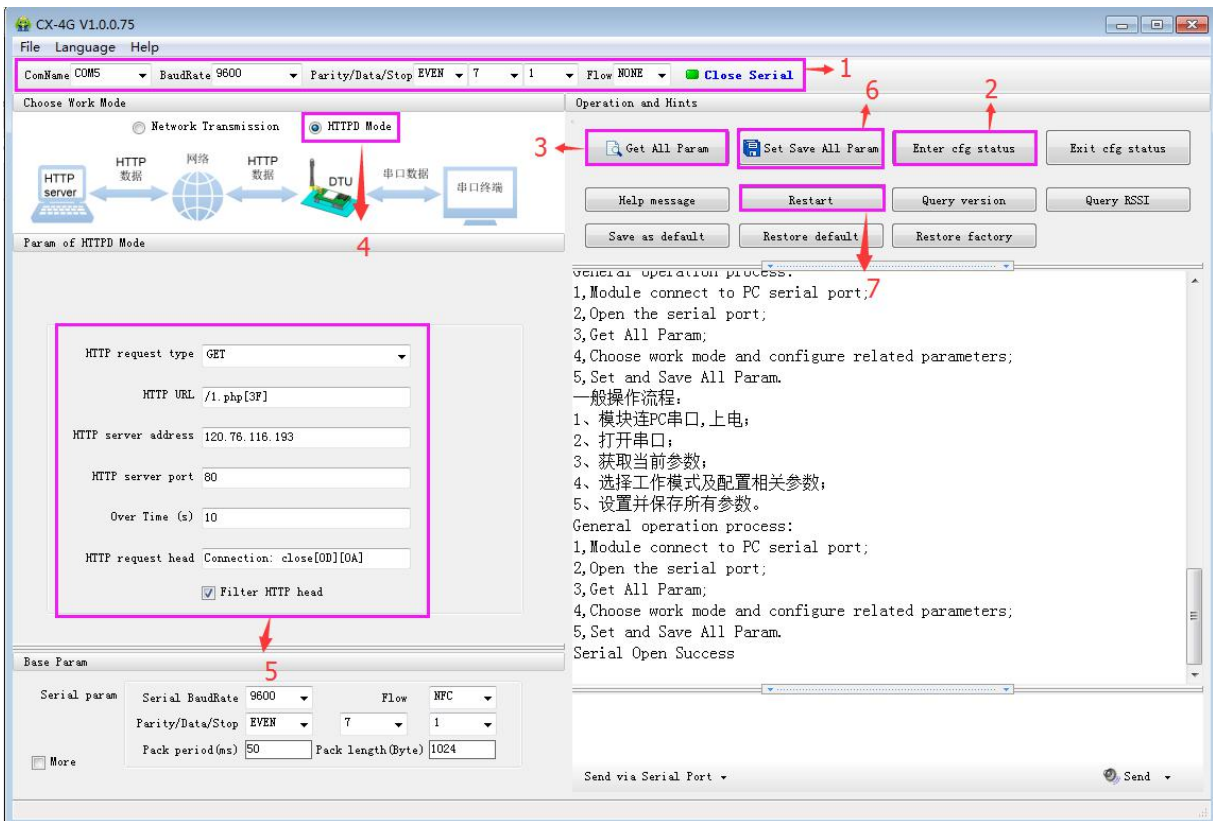 CX-4G V1.0.0.75
File Language Help
ComName COM5 BaudRate 9600 Parity/Data/Stop EVEN 7 1 Flow NONE Close Serial 1
Choose Work Mode
Network Transmission HTTPD Mode
HTTP server
HTTP 数据
网络
HTTP 数据
DTU
串口数据
串口终端
4
Param of HTTPD Mode
HTTP request type GET
HTTP URL /1.php[3F]
HTTP server address 120.76.116.193
HTTP server port 80
Over Time (s) 10
HTTP request head Connection: close[0D][0A]
Filter HTTP head
5
Base Param
Serial param
Serial BaudRate 9600 Flow NFC
Parity/Data/Stop EVEN 7 1
Pack period(ms) 50 Pack length(Byte) 1024
More
Operation and Hints
6 2
3 Get All Param Set Save All Param Enter cfg status Exit cfg status
Help message Restart Query version Query RSSI
Save as default Restore default Restore factory
7
General operation process:
1,Module connect to PC serial port;
2,Open the serial port;
3,Get All Param;
4,Choose work mode and configure related parameters;
5,Set and Save All Param.
一般操作流程:
1、模块连PC串口,上电;
2、打开串口;
3、获取当前参数;
4、选择工作模式及配置相关参数;
5、设置并保存所有参数。
General operation process:
1,Module connect to PC serial port;
2,Open the serial port;
3,Get All Param;
4,Choose work mode and configure related parameters;
5,Set and Save All Param.
Serial Open Success
Send via Serial Port Send